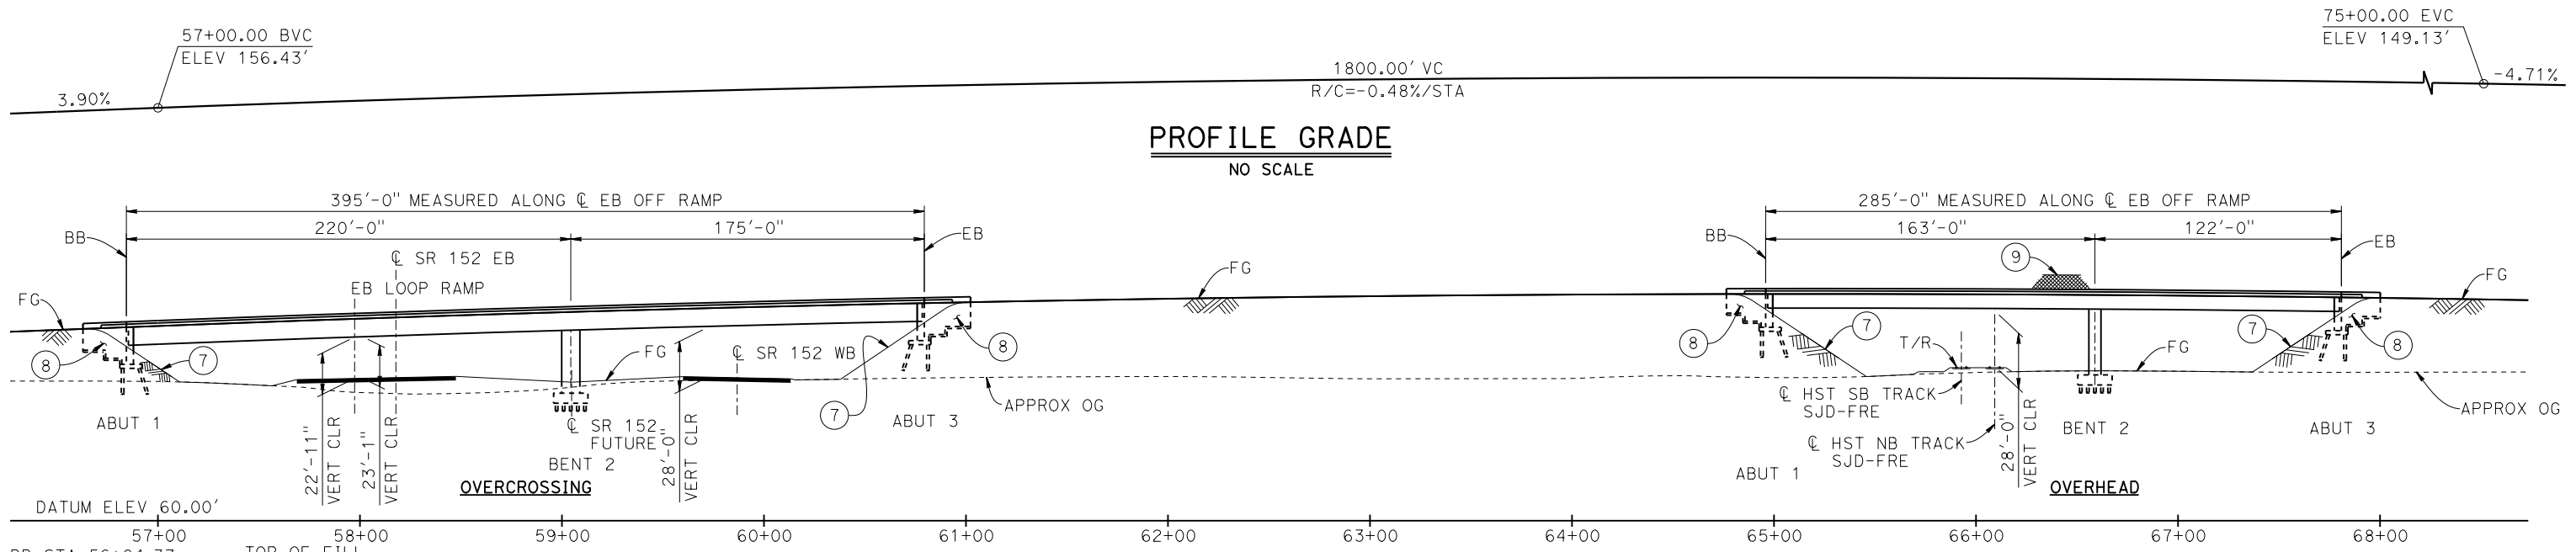 57+00.00 BVC
ELEV 156.43'
75+00.00 EVC
ELEV 149.13'
3.90%
1800.00' VC
R/C=-0.48%/STA
-4.71%
PROFILE GRADE
NO SCALE
395'-0" MEASURED ALONG ℄ EB OFF RAMP
220'-0"
175'-0"
BB
EB
℄ SR 152 EB
EB LOOP RAMP
FG
FG
8
7
FG
℄ SR 152 WB
8
7
ABUT 1
22'-11"
VERT CLR
23'-1"
VERT CLR
℄ SR 152
FUTURE
BENT 2
28'-0"
VERT CLR
ABUT 3
APPROX OG
OVERCROSSING
285'-0" MEASURED ALONG ℄ EB OFF RAMP
163'-0"
122'-0"
BB
EB
9
FG
8
7
T/R
FG
7
8
℄ HST SB TRACK
SJD-FRE
℄ HST NB TRACK
SJD-FRE
28'-0"
VERT CLR
BENT 2
ABUT 3
APPROX OG
ABUT 1
OVERHEAD
DATUM ELEV 60.00'
57+00
58+00
59+00
60+00
61+00
62+00
63+00
64+00
65+00
66+00
67+00
68+00
TOP OF FILL